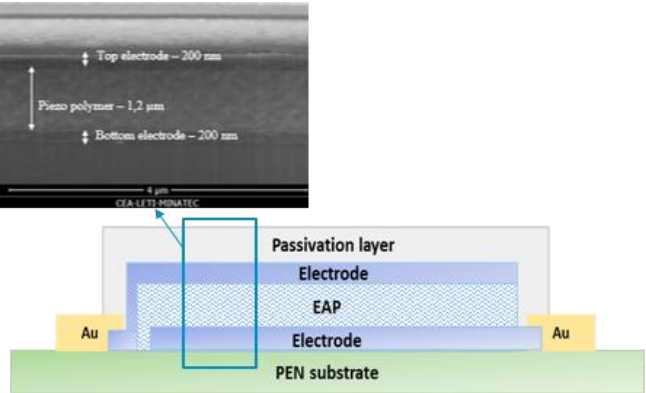 Top electrode – 200 nm
Piezo polymer – 1,2 µm
Bottom electrode – 200 nm
4 µm
CEA-LETI-MINATEC
Passivation layer
Electrode
EAP
Au
Au
Electrode
PEN substrate